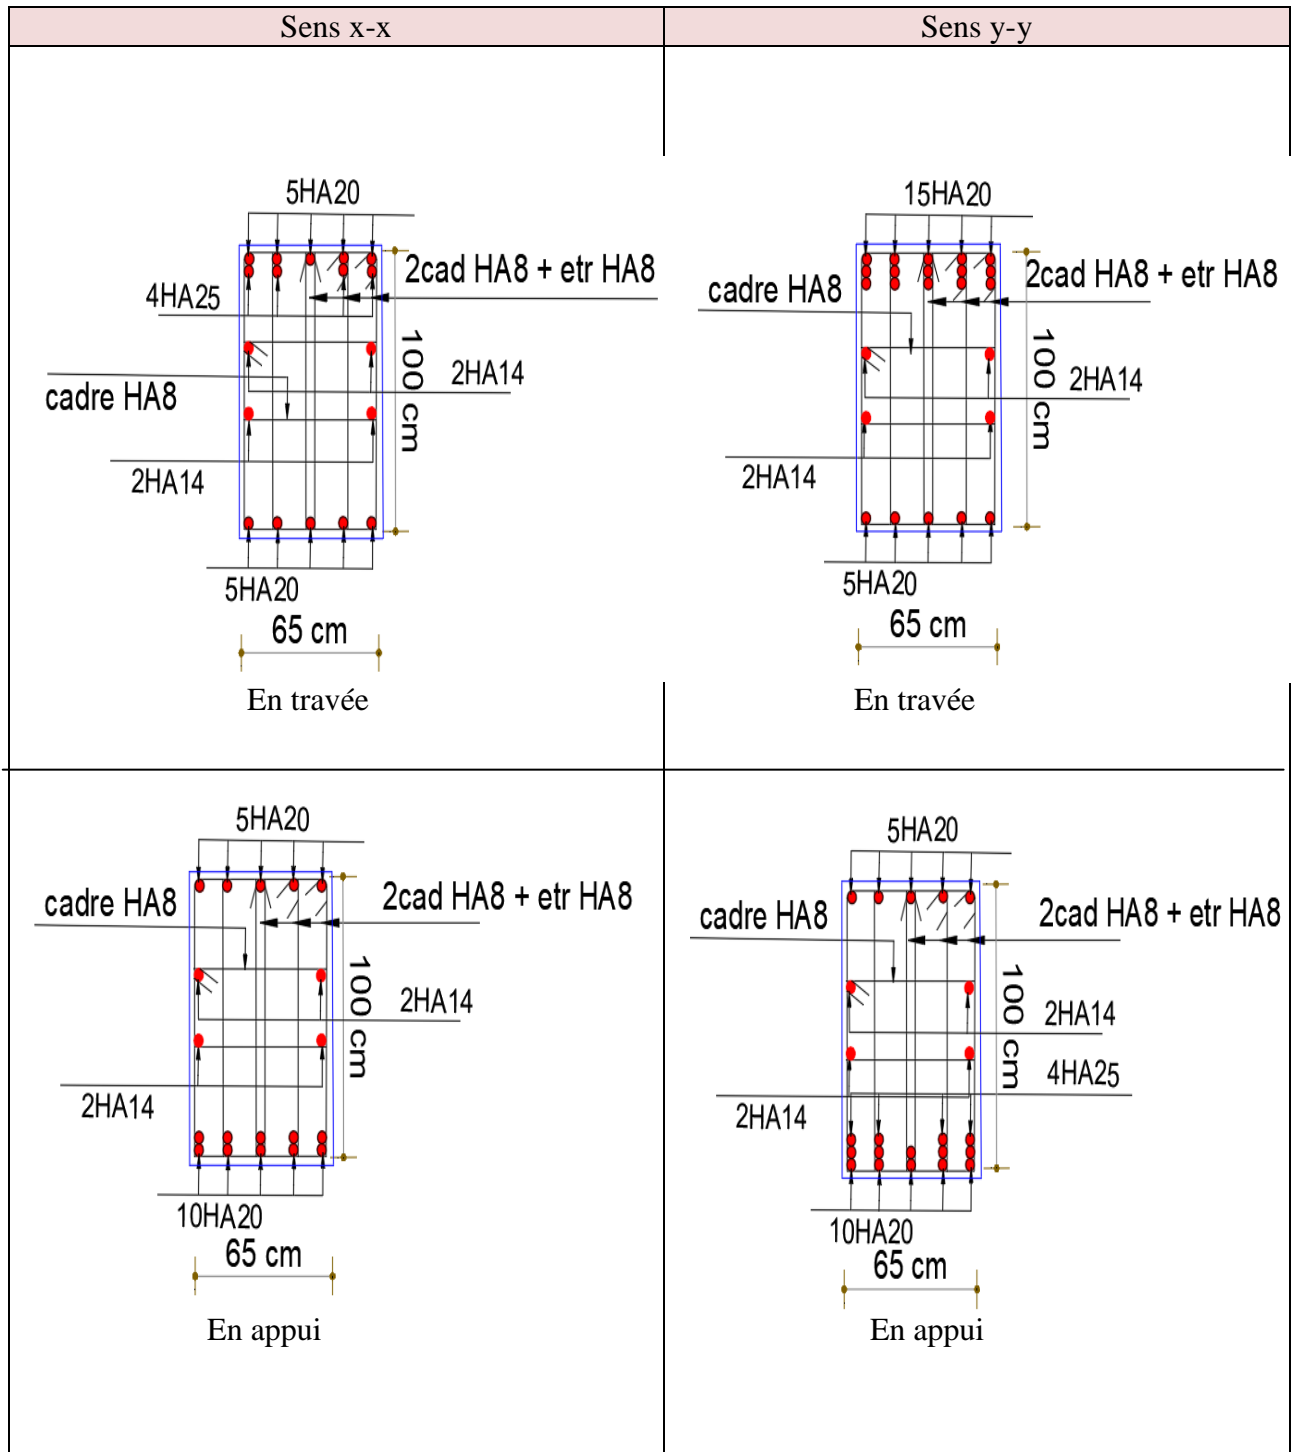 Sens x-x
Sens y-y
5HA20
2cad HA8 + etr HA8
4HA25
100 cm
2HA14
cadre HA8
2HA14
5HA20
65 cm
En travée
15HA20
2cad HA8 + etr HA8
cadre HA8
100 cm
2HA14
2HA14
5HA20
65 cm
En travée
5HA20
cadre HA8
2cad HA8 + etr HA8
100 cm
2HA14
2HA14
10HA20
65 cm
En appui
5HA20
cadre HA8
2cad HA8 + etr HA8
100 cm
2HA14
4HA25
2HA14
10HA20
65 cm
En appui